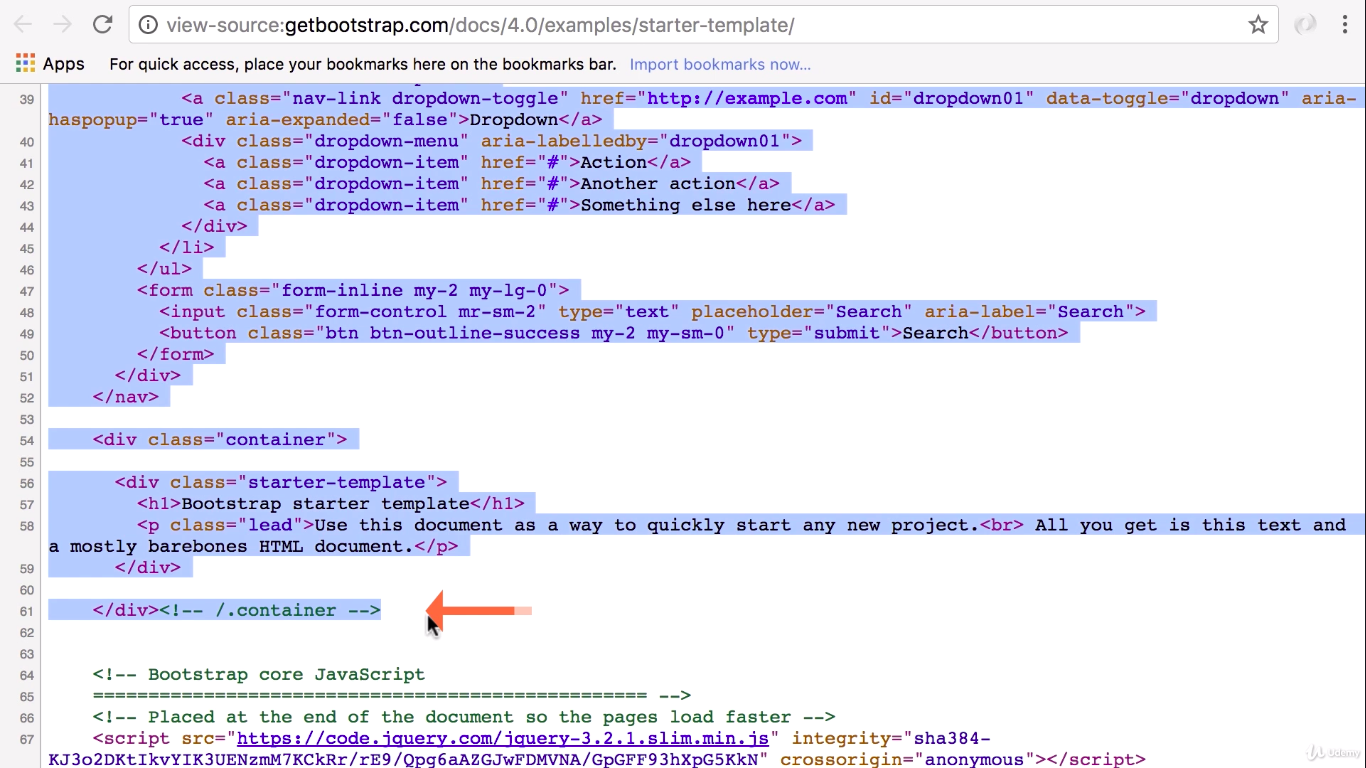 view-source:getbootstrap.com/docs/4.0/examples/starter-template/
Apps For quick access, place your bookmarks here on the bookmarks bar. Import bookmarks now...
39 <a class="nav-link dropdown-toggle" href="http://example.com" id="dropdown01" data-toggle="dropdown" aria-
haspopup="true" aria-expanded="false">Dropdown</a>
40 <div class="dropdown-menu" aria-labelledby="dropdown01">
41 <a class="dropdown-item" href="#">Action</a>
42 <a class="dropdown-item" href="#">Another action</a>
43 <a class="dropdown-item" href="#">Something else here</a>
44 </div>
45 </li>
46 </ul>
47 <form class="form-inline my-2 my-lg-0">
48 <input class="form-control mr-sm-2" type="text" placeholder="Search" aria-label="Search">
49 <button class="btn btn-outline-success my-2 my-sm-0" type="submit">Search</button>
50 </form>
51 </div>
52 </nav>
53
54 <div class="container">
55
56 <div class="starter-template">
57 <h1>Bootstrap starter template</h1>
58 <p class="lead">Use this document as a way to quickly start any new project.<br> All you get is this text and
a mostly barebones HTML document.</p>
59 </div>
60
61 </div><!-- /.container -->
62
63
64 <!-- Bootstrap core JavaScript
65 ================================================== -->
66 <!-- Placed at the end of the document so the pages load faster -->
67 <script src="https://code.jquery.com/jquery-3.2.1.slim.min.js" integrity="sha384-
KJ3o2DKtIkvYIK3UENzmM7KCkRr/rE9/Qpg6aAZGJwFDMVNA/GpGFF93hXpG5KkN" crossorigin="anonymous"></script>
Udemy